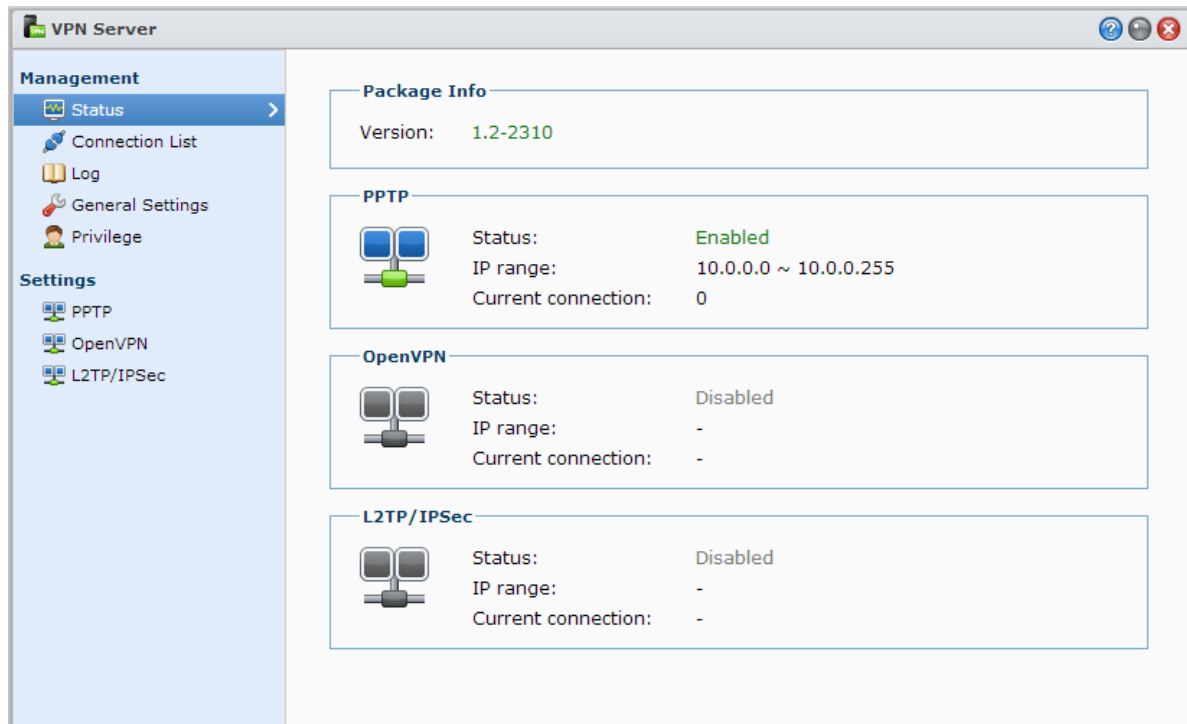 VPN Server
Management
Status
Connection List
Log
General Settings
Privilege
Settings
PPTP
OpenVPN
L2TP/IPSec
Package Info
Version: 1.2-2310
PPTP
Status: Enabled
IP range: 10.0.0.0 ~ 10.0.0.255
Current connection: 0
OpenVPN
Status: Disabled
IP range: -
Current connection: -
L2TP/IPSec
Status: Disabled
IP range: -
Current connection: -